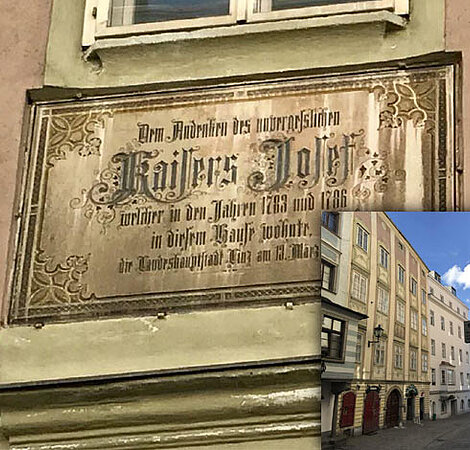 Dem Andenken des unvergeßlichen
Kaisers Josef,
welcher in den Jahren 1783 und 1786
in diesem Hause wohnte.
die Landeshauptstadt Linz am 13. März